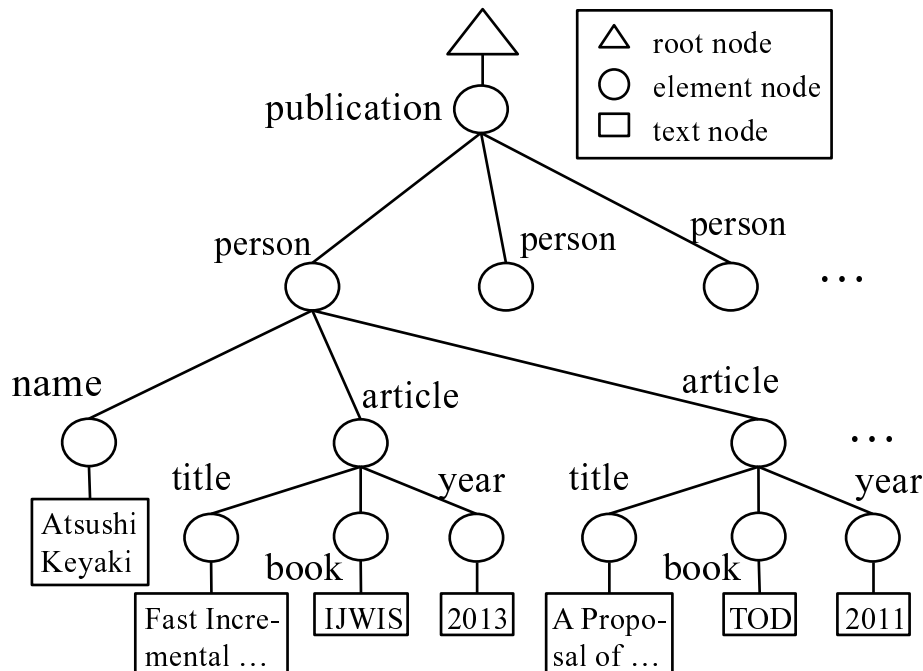 root node
element node
text node
publication
person
person
person
...
name
article
article
...
title
year
title
year
book
book
Atsushi
Keyaki
Fast Incre-
mental ...
IJWIS
2013
A Propo-
sal of ...
TOD
2011